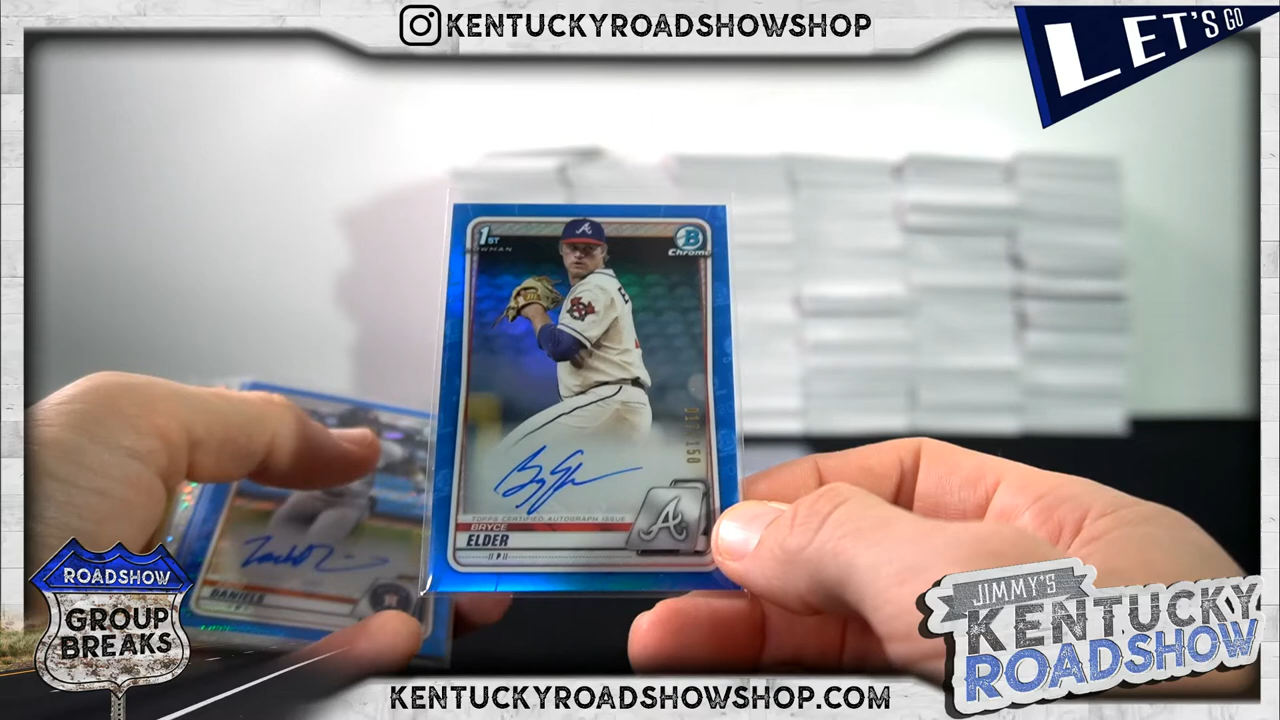 KENTUCKYROADSHOWSHOP
LET'S GO
1ST
BOWMAN
B
Chrome
A
E
150
TOPPS CERTIFIED AUTOGRAPH ISSUE
BRYCE
ELDER
A
// P //
DANIELS
ROADSHOW
GROUP
BREAKS
JIMMY'S
KENTUCKY
ROADSHOW
KENTUCKYROADSHOWSHOP.COM